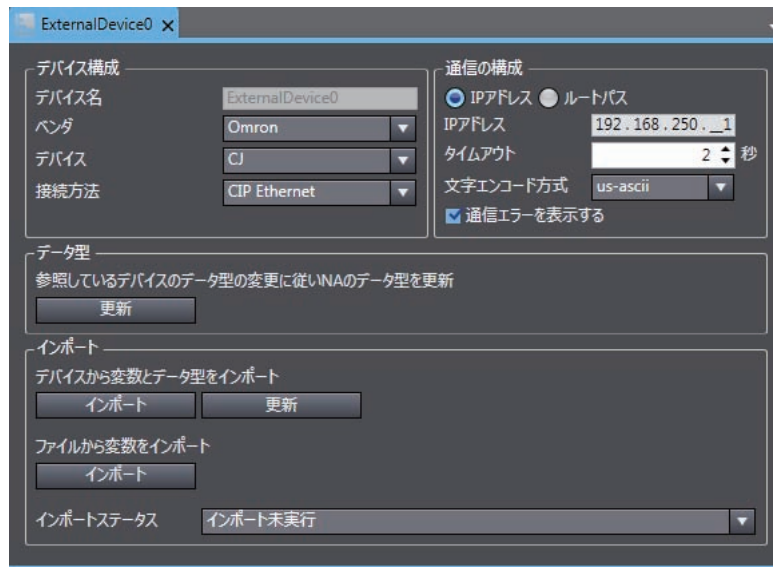 ExternalDevice0
デバイス構成
デバイス名 ExternalDevice0
ベンダ Omron
デバイス CJ
接続方法 CIP Ethernet
通信の構成
IPアドレス ルートパス
IPアドレス 192.168.250.__1
タイムアウト 2 秒
文字エンコード方式 us-ascii
通信エラーを表示する
データ型
参照しているデバイスのデータ型の変更に従いNAのデータ型を更新
更新
インポート
デバイスから変数とデータ型をインポート
インポート 更新
ファイルから変数をインポート
インポート
インポートステータス インポート未実行